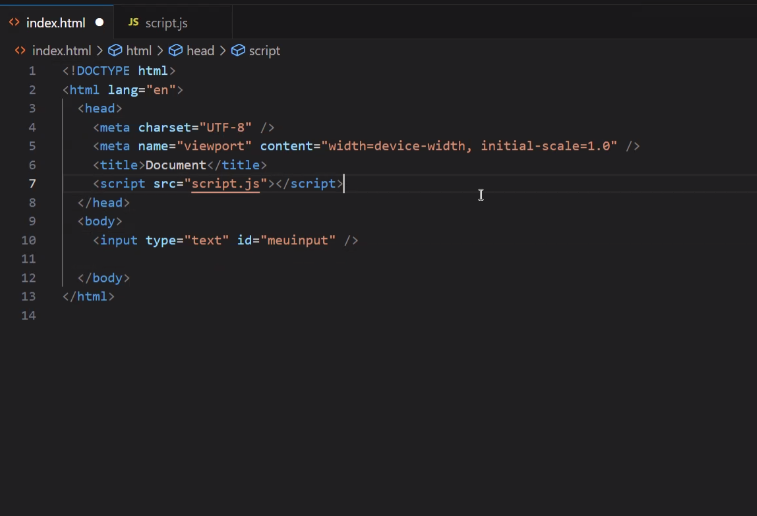 <> index.html ● JS script.js
<> index.html > html > head > script
1 <!DOCTYPE html>
2 <html lang="en">
3 <head>
4 <meta charset="UTF-8" />
5 <meta name="viewport" content="width=device-width, initial-scale=1.0" />
6 <title>Document</title>
7 <script src="script.js"></script>
8 </head>
9 <body>
10 <input type="text" id="meuinput" />
11
12 </body>
13 </html>
14